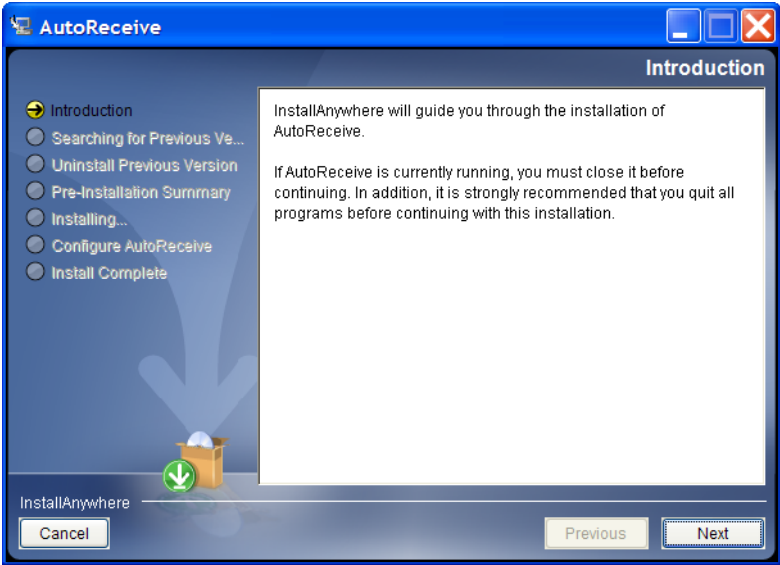 AutoReceive
Introduction
Introduction
Searching for Previous Ve...
Uninstall Previous Version
Pre-Installation Summary
Installing...
Configure AutoReceive
Install Complete
InstallAnywhere will guide you through the installation of
AutoReceive.
If AutoReceive is currently running, you must close it before
continuing. In addition, it is strongly recommended that you quit all
programs before continuing with this installation.
InstallAnywhere
Cancel
Previous
Next